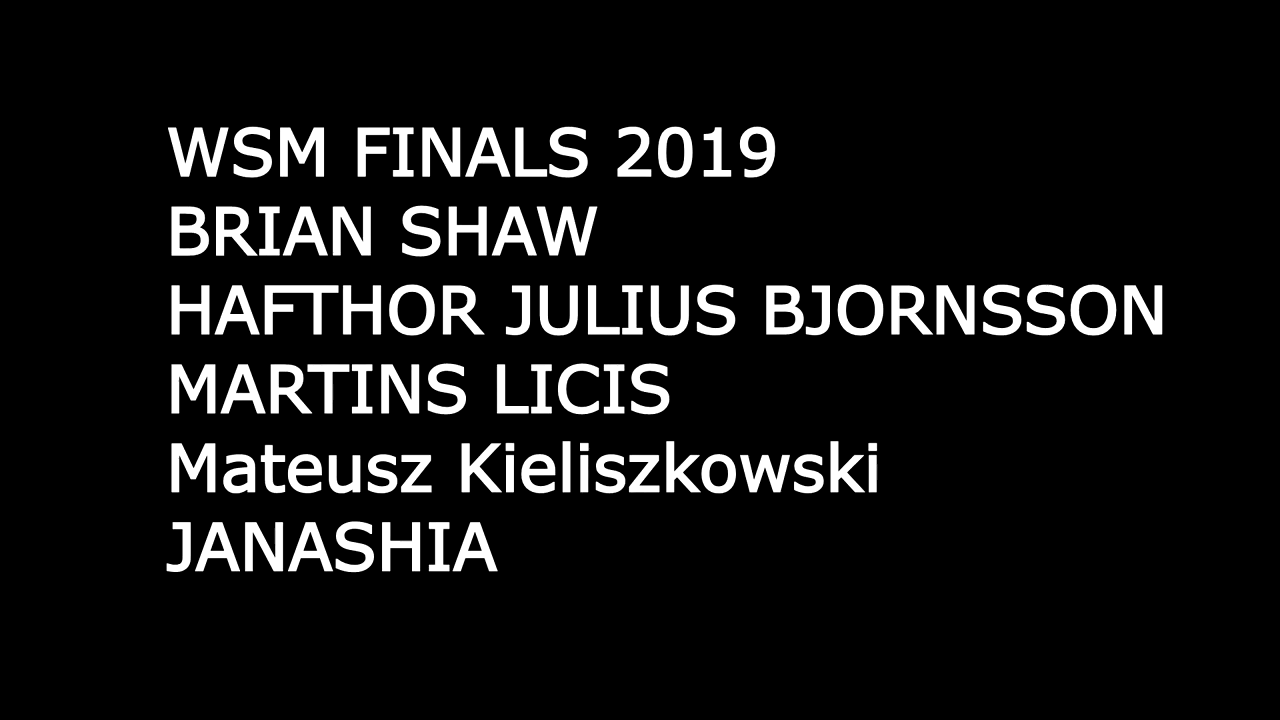 WSM FINALS 2019
BRIAN SHAW
HAFTHOR JULIUS BJORNSSON
MARTINS LICIS
Mateusz Kieliszkowski
JANASHIA